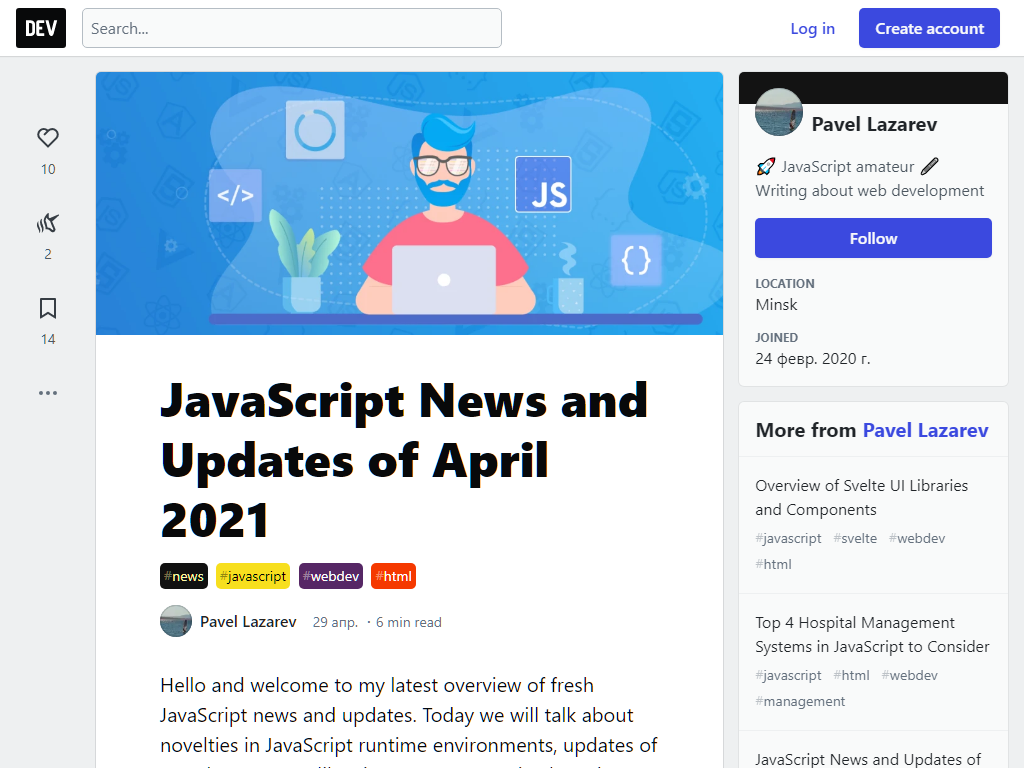 DEV
Search...
Log in
Create account
10
2
14
</>
JS
{}
JavaScript News and
Updates of April
2021
#news #javascript #webdev #html
Pavel Lazarev 29 апр. · 6 min read
Hello and welcome to my latest overview of fresh
JavaScript news and updates. Today we will talk about
novelties in JavaScript runtime environments, updates of
Pavel Lazarev
🚀 JavaScript amateur 🖋
Writing about web development
Follow
LOCATION
Minsk
JOINED
24 февр. 2020 г.
More from Pavel Lazarev
Overview of Svelte UI Libraries
and Components
#javascript #svelte #webdev
#html
Top 4 Hospital Management
Systems in JavaScript to Consider
#javascript #html #webdev
#management
JavaScript News and Updates of